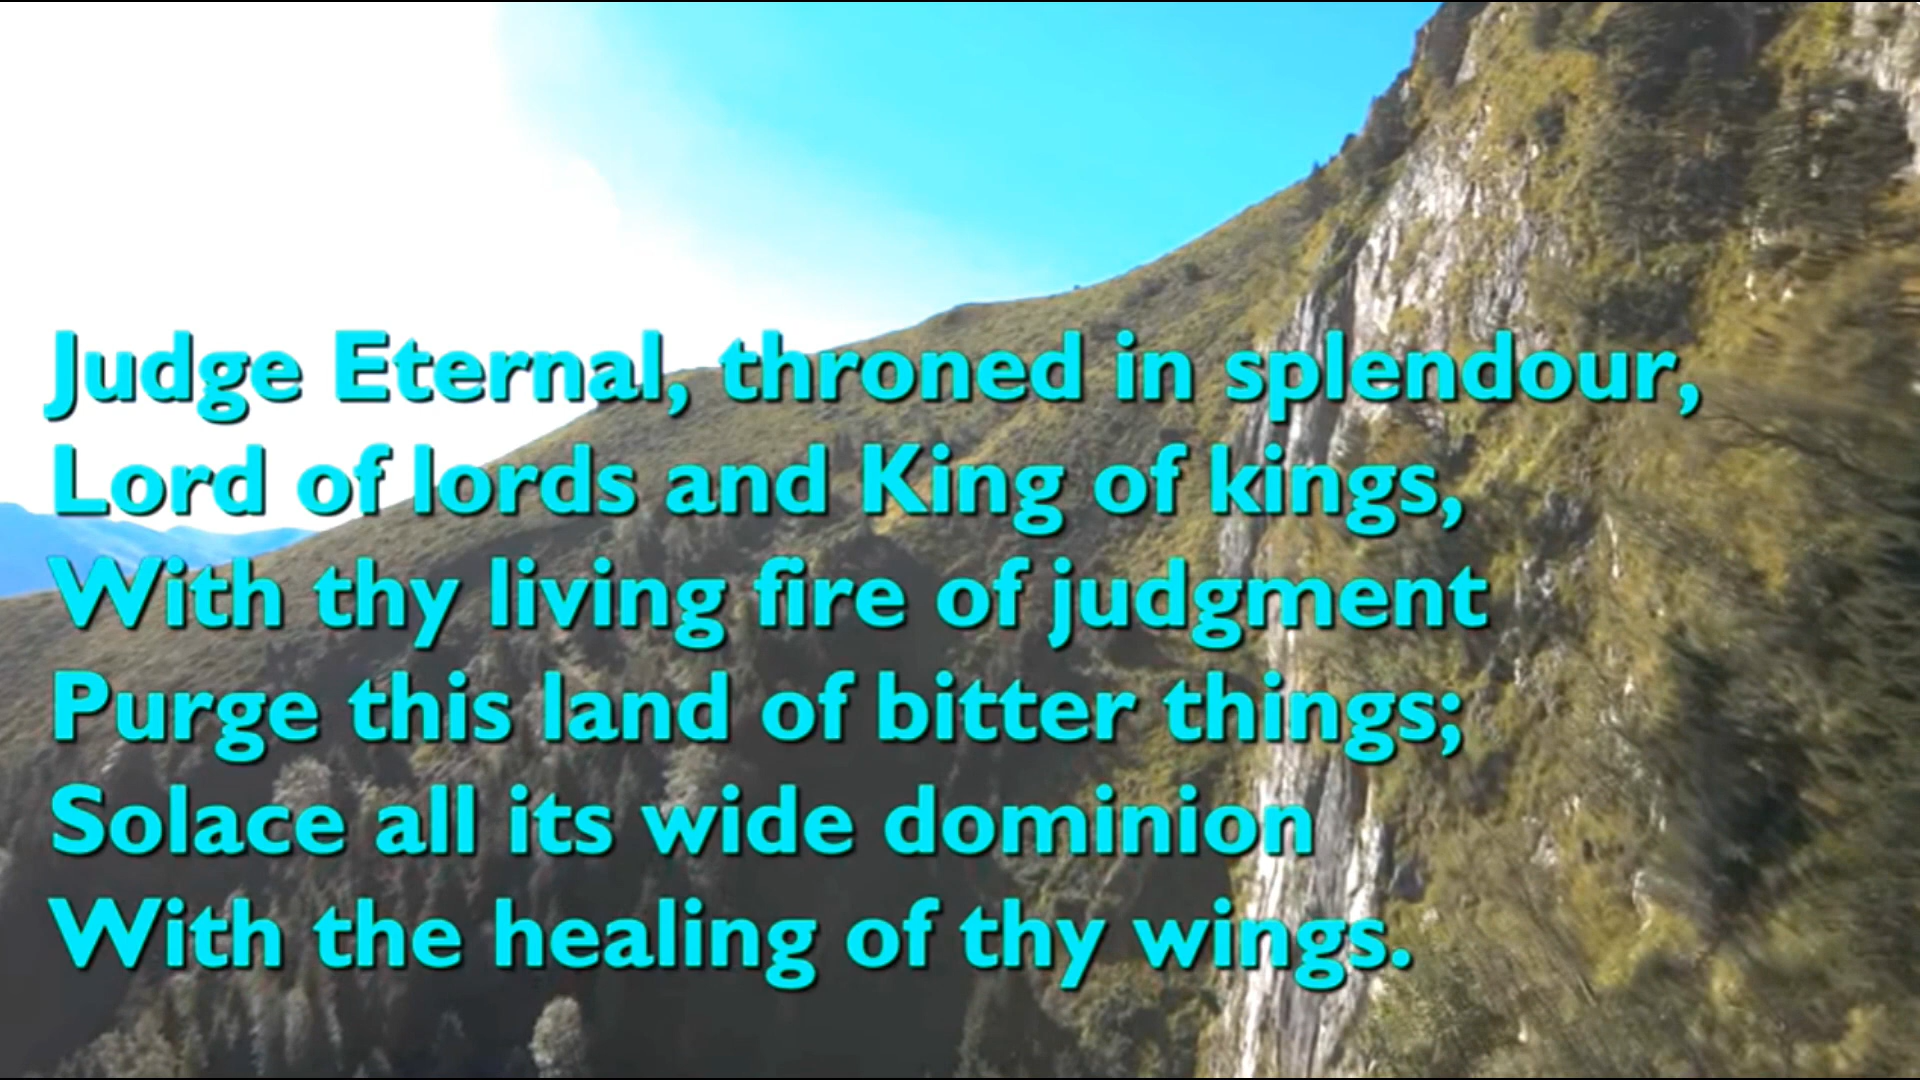 Judge Eternal, throned in splendour,
Lord of lords and King of kings,
With thy living fire of judgment
Purge this land of bitter things;
Solace all its wide dominion
With the healing of thy wings.